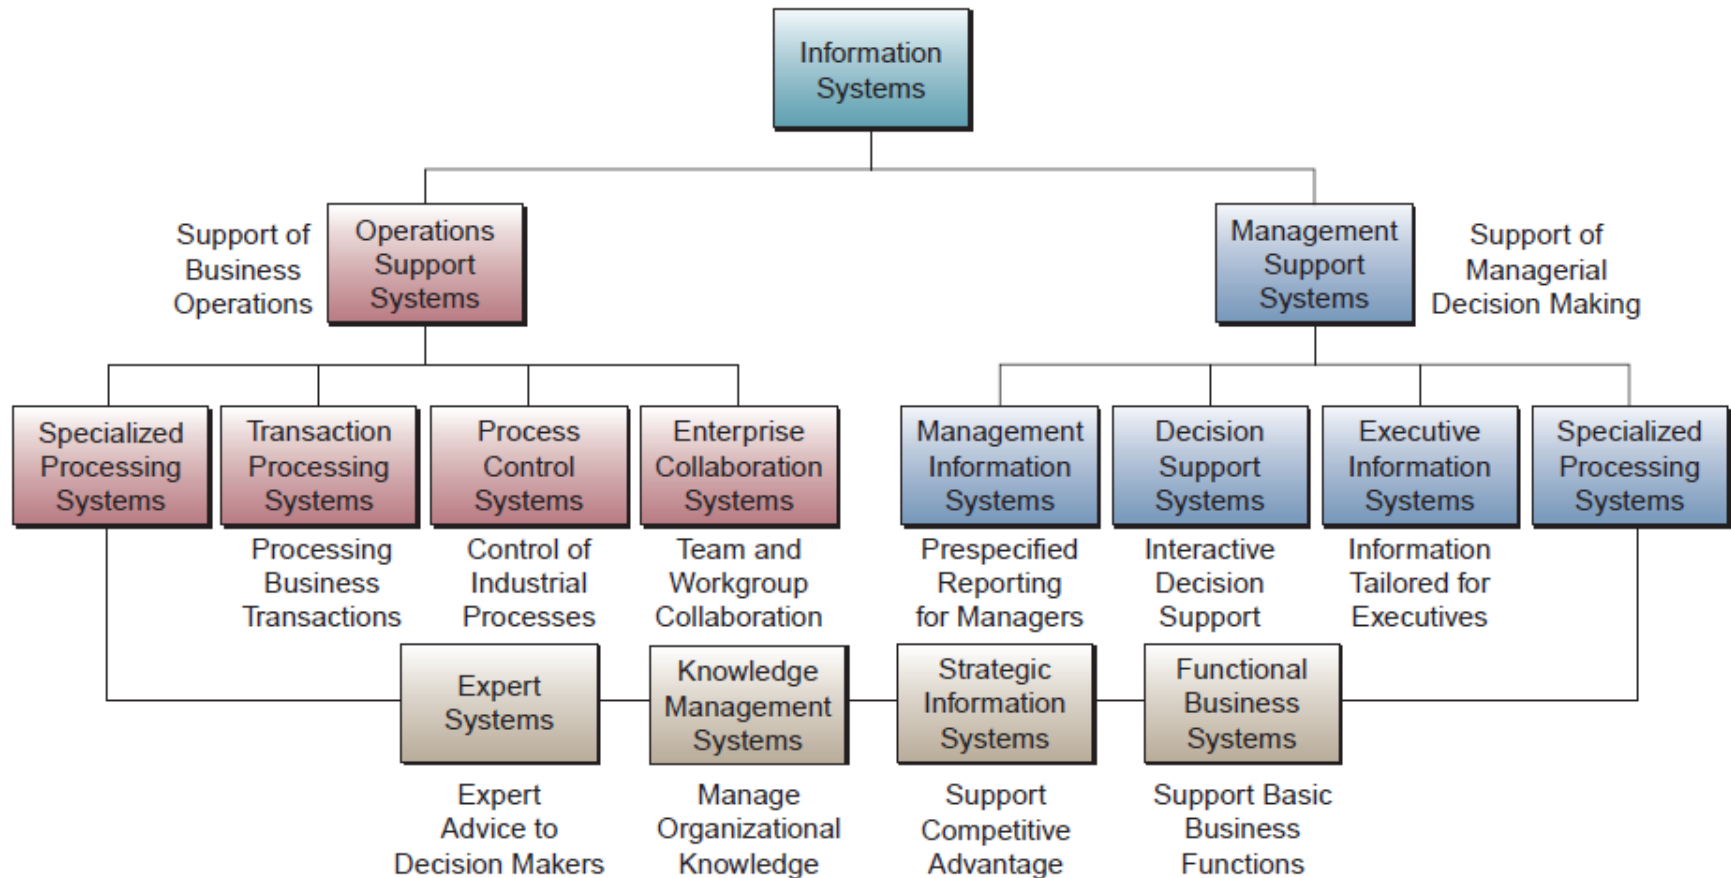 Information
Systems
Support of
Business
Operations
Operations
Support
Systems
Management
Support
Systems
Support of
Managerial
Decision Making
Specialized
Processing
Systems
Transaction
Processing
Systems
Process
Control
Systems
Enterprise
Collaboration
Systems
Management
Information
Systems
Decision
Support
Systems
Executive
Information
Systems
Specialized
Processing
Systems
Processing
Business
Transactions
Control of
Industrial
Processes
Team and
Workgroup
Collaboration
Prespecified
Reporting
for Managers
Interactive
Decision
Support
Information
Tailored for
Executives
Expert
Systems
Knowledge
Management
Systems
Strategic
Information
Systems
Functional
Business
Systems
Expert
Advice to
Decision Makers
Manage
Organizational
Knowledge
Support
Competitive
Advantage
Support Basic
Business
Functions